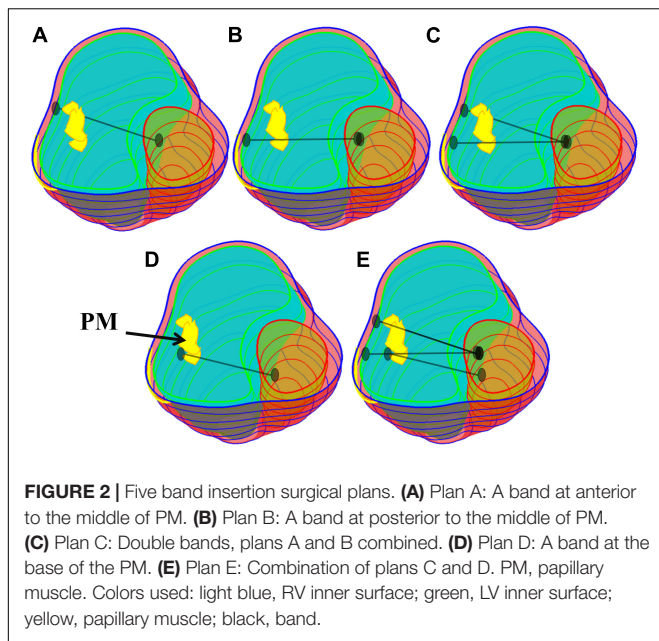 A
B
C
D
E
PM
FIGURE 2 | Five band insertion surgical plans. (A) Plan A: A band at anterior
to the middle of PM. (B) Plan B: A band at posterior to the middle of PM.
(C) Plan C: Double bands, plans A and B combined. (D) Plan D: A band at the
base of the PM. (E) Plan E: Combination of plans C and D. PM, papillary
muscle. Colors used: light blue, RV inner surface; green, LV inner surface;
yellow, papillary muscle; black, band.